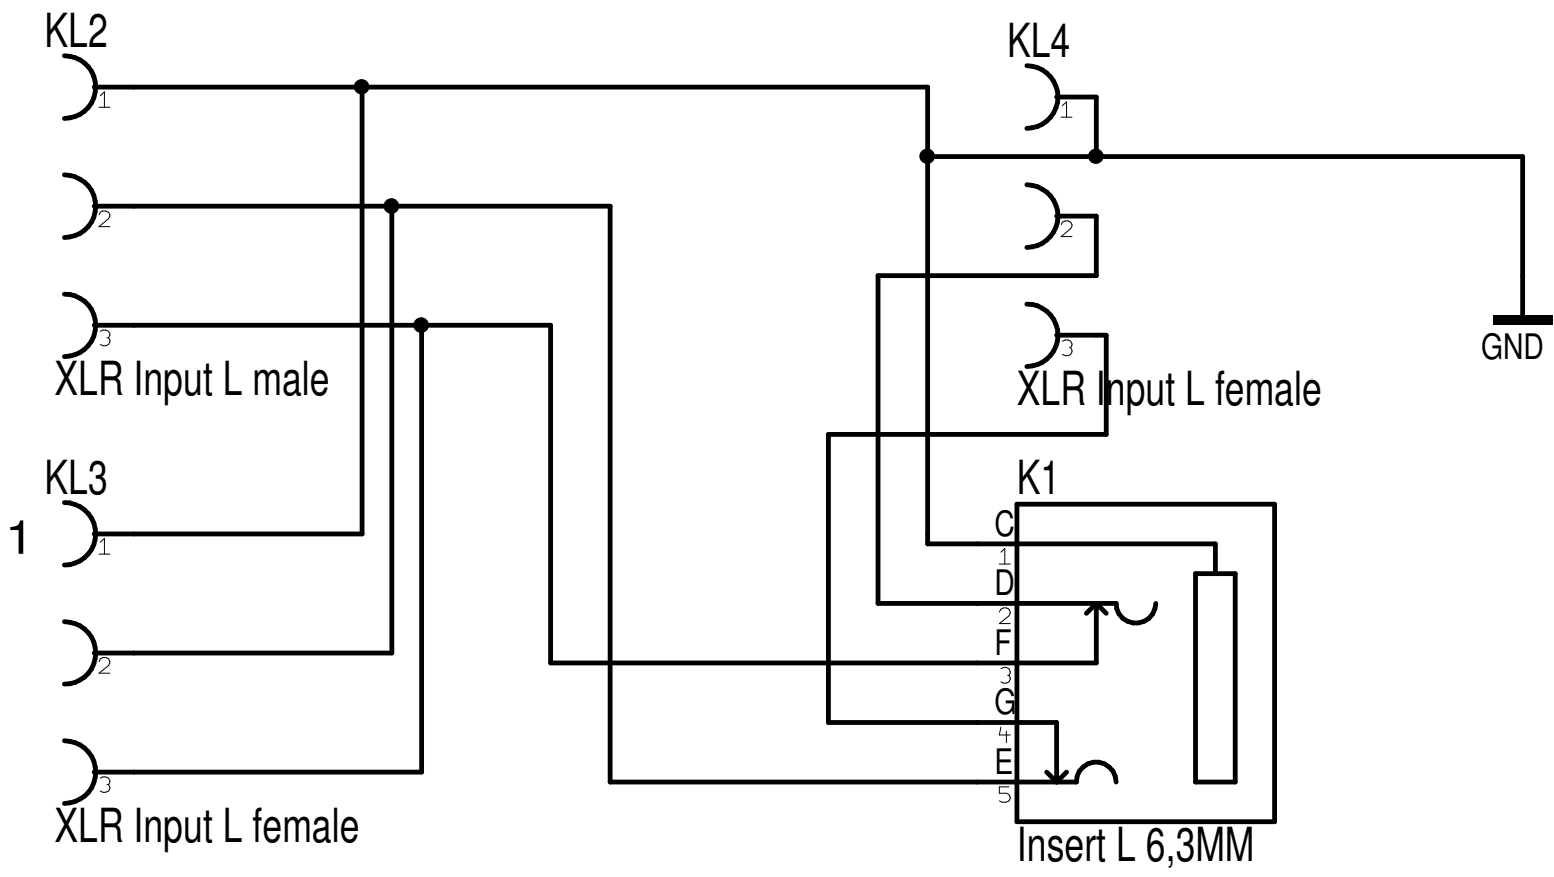 KL2
1
2
3
XLR Input L male
KL3
1
1
2
3
XLR Input L female
KL4
1
2
3
XLR Input L female
GND
K1
C
1
D
2
F
3
G
4
E
5
Insert L 6,3MM